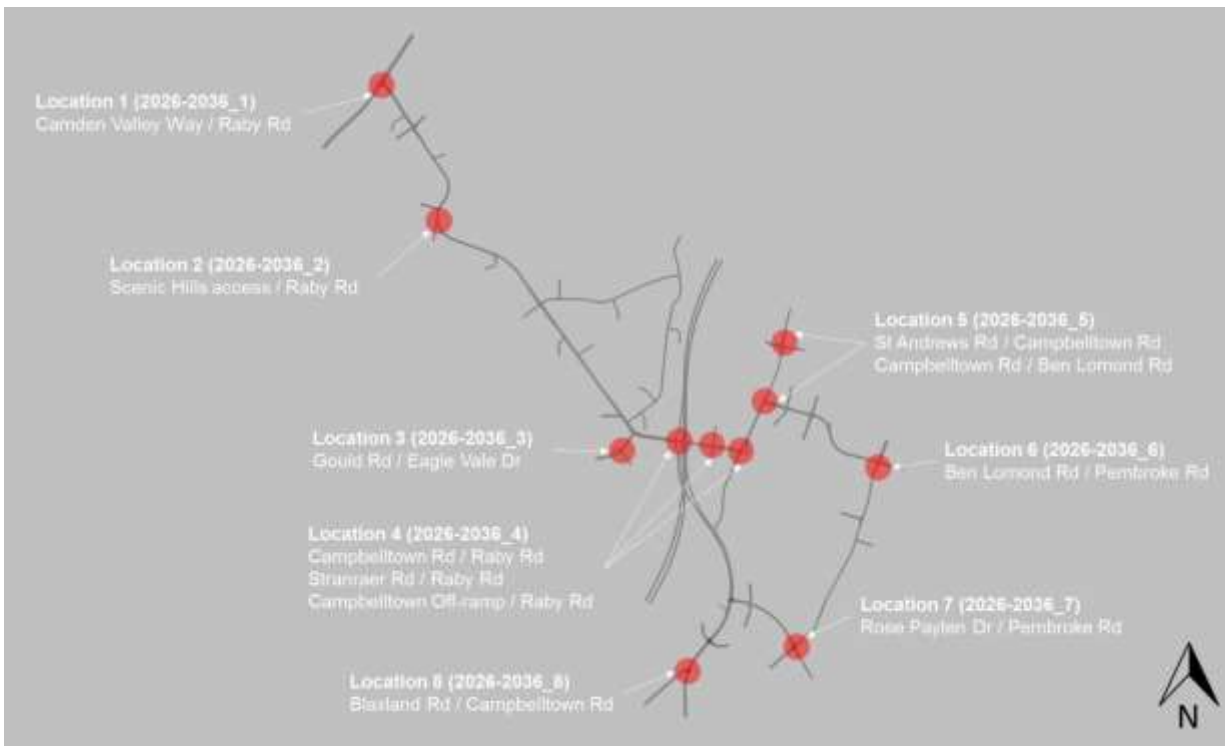 Location 1 (2026-2036_1)
Camden Valley Way / Raby Rd
Location 2 (2026-2036_2)
Scenic Hills access / Raby Rd
Location 5 (2026-2036_5)
St Andrews Rd / Campbelltown Rd
Campbelltown Rd / Ben Lomond Rd
Location 3 (2026-2036_3)
Gould Rd / Eagle Vale Dr
Location 6 (2026-2036_6)
Ben Lomond Rd / Pembroke Rd
Location 4 (2026-2036_4)
Campbelltown Rd / Raby Rd
Stranraer Rd / Raby Rd
Campbelltown Off-ramp / Raby Rd
Location 7 (2026-2036_7)
Rose Payten Dr / Pembroke Rd
Location 8 (2026-2036_8)
Blaxland Rd / Campbelltown Rd
N